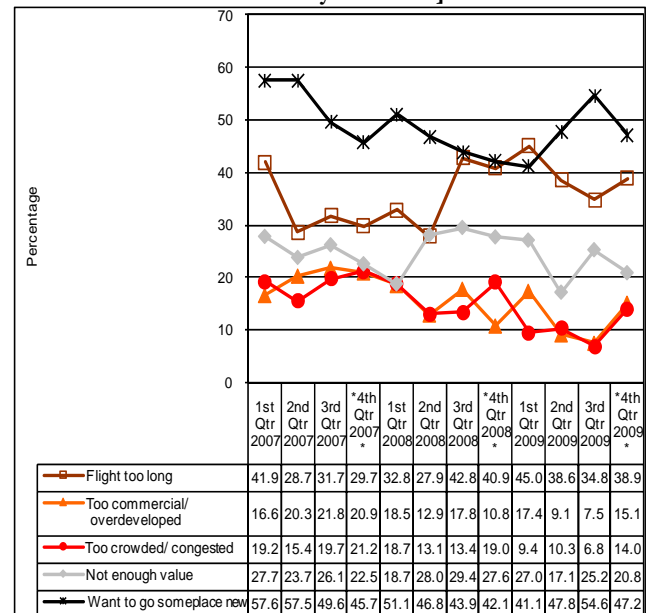 70
60
50
40
30
20
10
0
Percentage
1st Qtr 2007 2nd Qtr 2007 3rd Qtr 2007 *4th Qtr 2007 * 1st Qtr 2008 2nd Qtr 2008 3rd Qtr 2008 *4th Qtr 2008 * 1st Qtr 2009 2nd Qtr 2009 3rd Qtr 2009 *4th Qtr 2009 *
Flight too long 41.9 28.7 31.7 29.7 32.8 27.9 42.8 40.9 45.0 38.6 34.8 38.9
Too commercial/ overdeveloped 16.6 20.3 21.8 20.9 18.5 12.9 17.8 10.8 17.4 9.1 7.5 15.1
Too crowded/ congested 19.2 15.4 19.7 21.2 18.7 13.1 13.4 19.0 9.4 10.3 6.8 14.0
Not enough value 27.7 23.7 26.1 22.5 18.7 28.0 29.4 27.6 27.0 17.1 25.2 20.8
Want to go someplace new 57.6 57.5 49.6 45.7 51.1 46.8 43.9 42.1 41.1 47.8 54.6 47.2